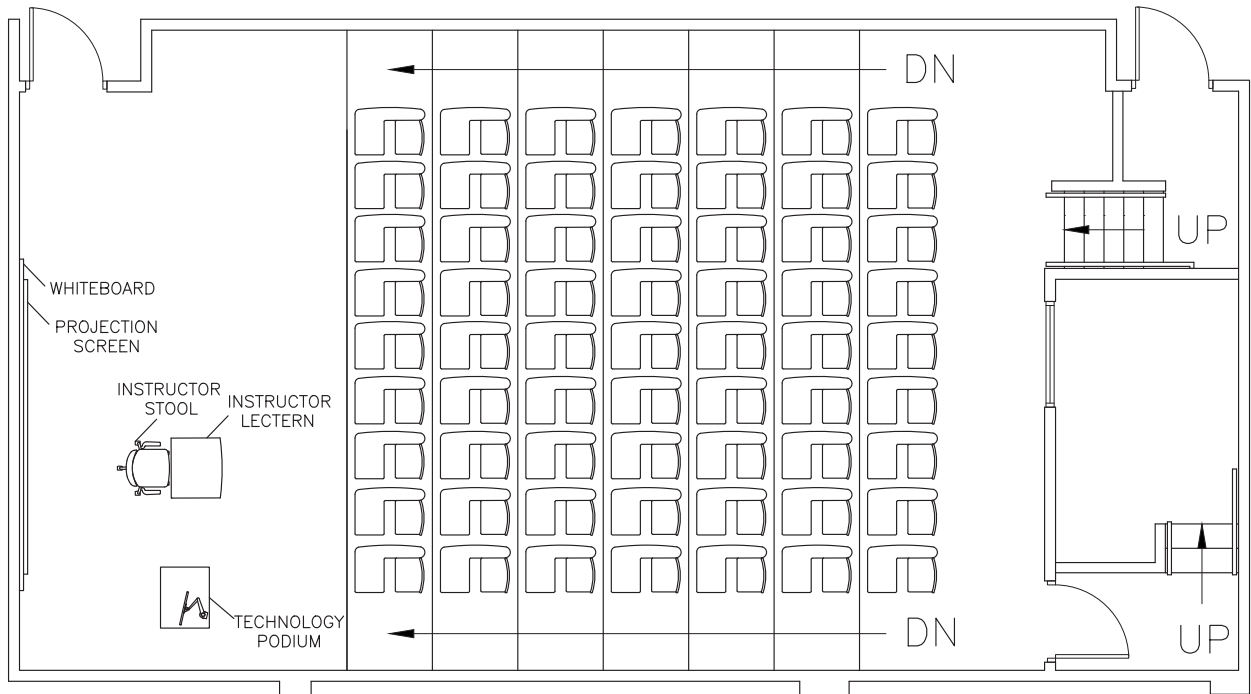 DN
UP
WHITEBOARD
PROJECTION
SCREEN
INSTRUCTOR
STOOL
INSTRUCTOR
LECTERN
TECHNOLOGY
PODIUM
DN
UP